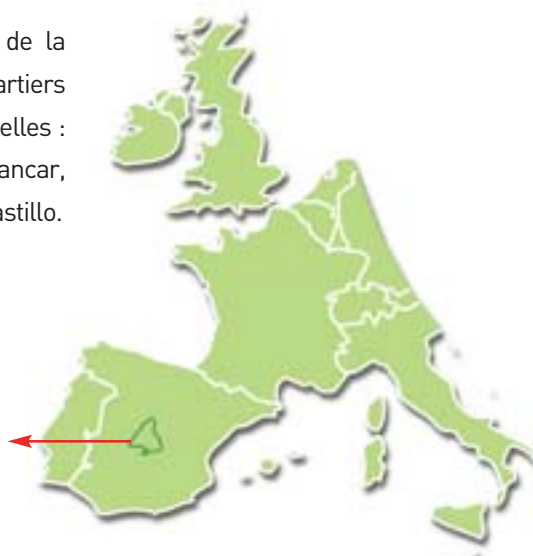 de la
artiers
elles :
ancar,
astillo.